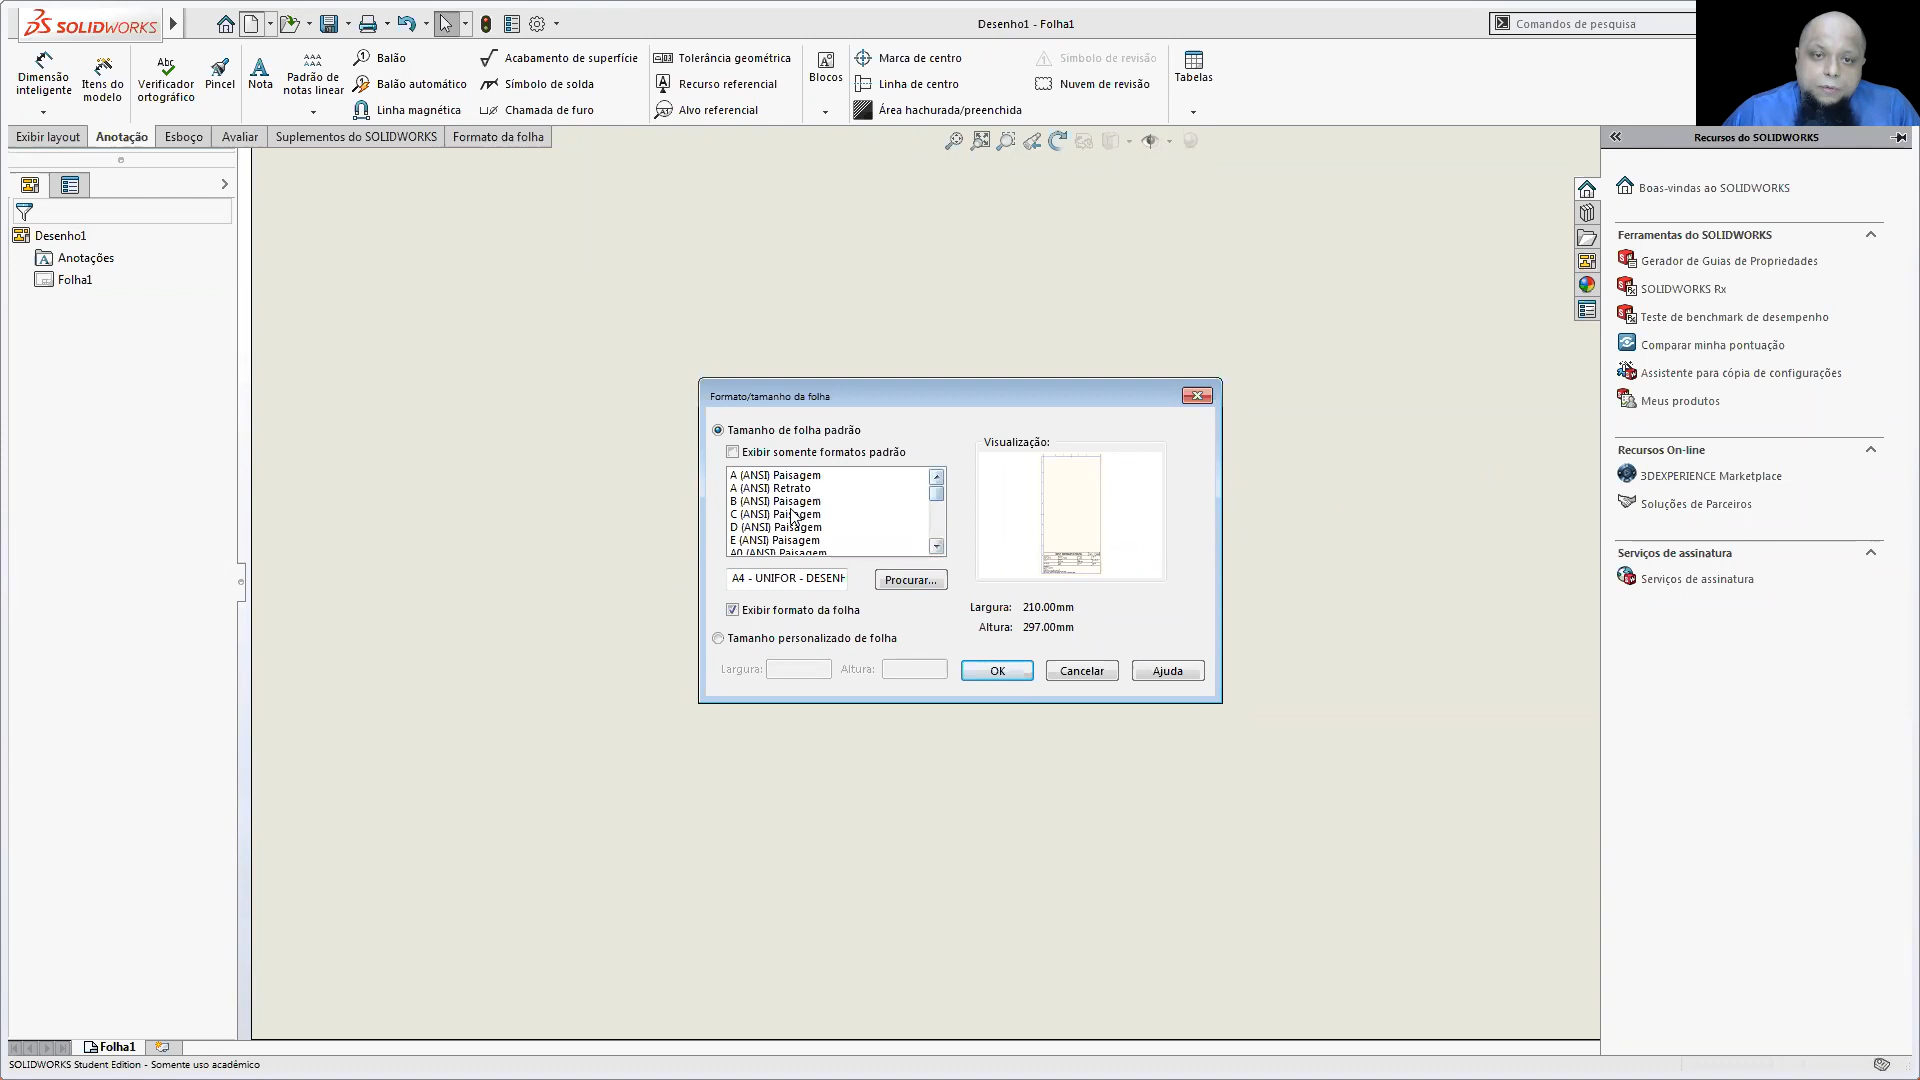 SOLIDWORKS
Desenho1 - Folha1
Comandos de pesquisa
Dimensão inteligente
Itens do modelo
Verificador ortográfico
Pincel
Nota
Padrão de notas linear
Balão
Balão automático
Linha magnética
Acabamento de superfície
Símbolo de solda
Chamada de furo
Tolerância geométrica
Recurso referencial
Alvo referencial
Blocos
Marca de centro
Linha de centro
Área hachurada/preenchida
Símbolo de revisão
Nuvem de revisão
Tabelas
Exibir layout
Anotação
Esboço
Avaliar
Suplementos do SOLIDWORKS
Formato da folha
Desenho1
Anotações
Folha1
Formato/tamanho da folha
Tamanho de folha padrão
Exibir somente formatos padrão
A (ANSI) Paisagem
A (ANSI) Retrato
B (ANSI) Paisagem
C (ANSI) Paisagem
D (ANSI) Paisagem
E (ANSI) Paisagem
A0 (ANSI) Paisagem
A4 - UNIFOR - DESENH
Procurar...
Exibir formato da folha
Tamanho personalizado de folha
Largura:
Altura:
Visualização:
Largura: 210.00mm
Altura: 297.00mm
OK
Cancelar
Ajuda
Recursos do SOLIDWORKS
Boas-vindas ao SOLIDWORKS
Ferramentas do SOLIDWORKS
Gerador de Guias de Propriedades
SOLIDWORKS Rx
Teste de benchmark de desempenho
Comparar minha pontuação
Assistente para cópia de configurações
Meus produtos
Recursos On-line
3DEXPERIENCE Marketplace
Soluções de Parceiros
Serviços de assinatura
Serviços de assinatura
Folha1
SOLIDWORKS Student Edition - Somente uso acadêmico